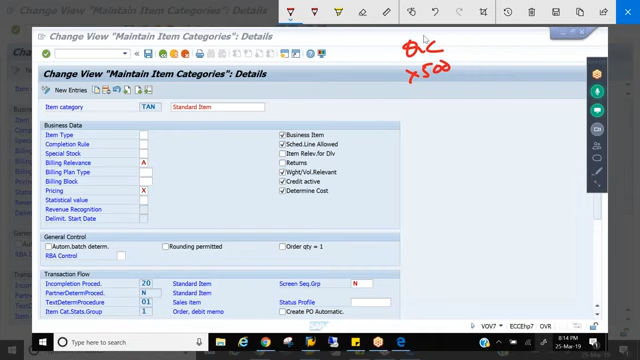 Change View "Maintain Item Categories": Details
Change View "Maintain Item Categories": Details
New Entries
Item category TAN Standard Item
Business Data
Item Type
Completion Rule
Special Stock
Billing Relevance A
Billing Plan Type
Billing Block
Pricing X
Statistical value
Revenue Recognition
Delimit. Start Date
Business Item
Sched.Line Allowed
Item Relev.for Dlv
Returns
Wght/Vol.Relevant
Credit active
Determine Cost
General Control
Autom.batch determ. Rounding permitted Order qty = 1
RBA Control
Transaction Flow
Incompletion Proced. 20 Standard Item Screen Seq.Grp N
PartnerDetermProced. N Standard Item
TextDetermProcedure 01 Sales item Status Profile
Item Cat.Stats.Group 1 Order, debit memo Create PO Automatic.
SAP
VOV7 ECCEhp7 OVR
Type here to search
8:14 PM
25-Mar-19
x500